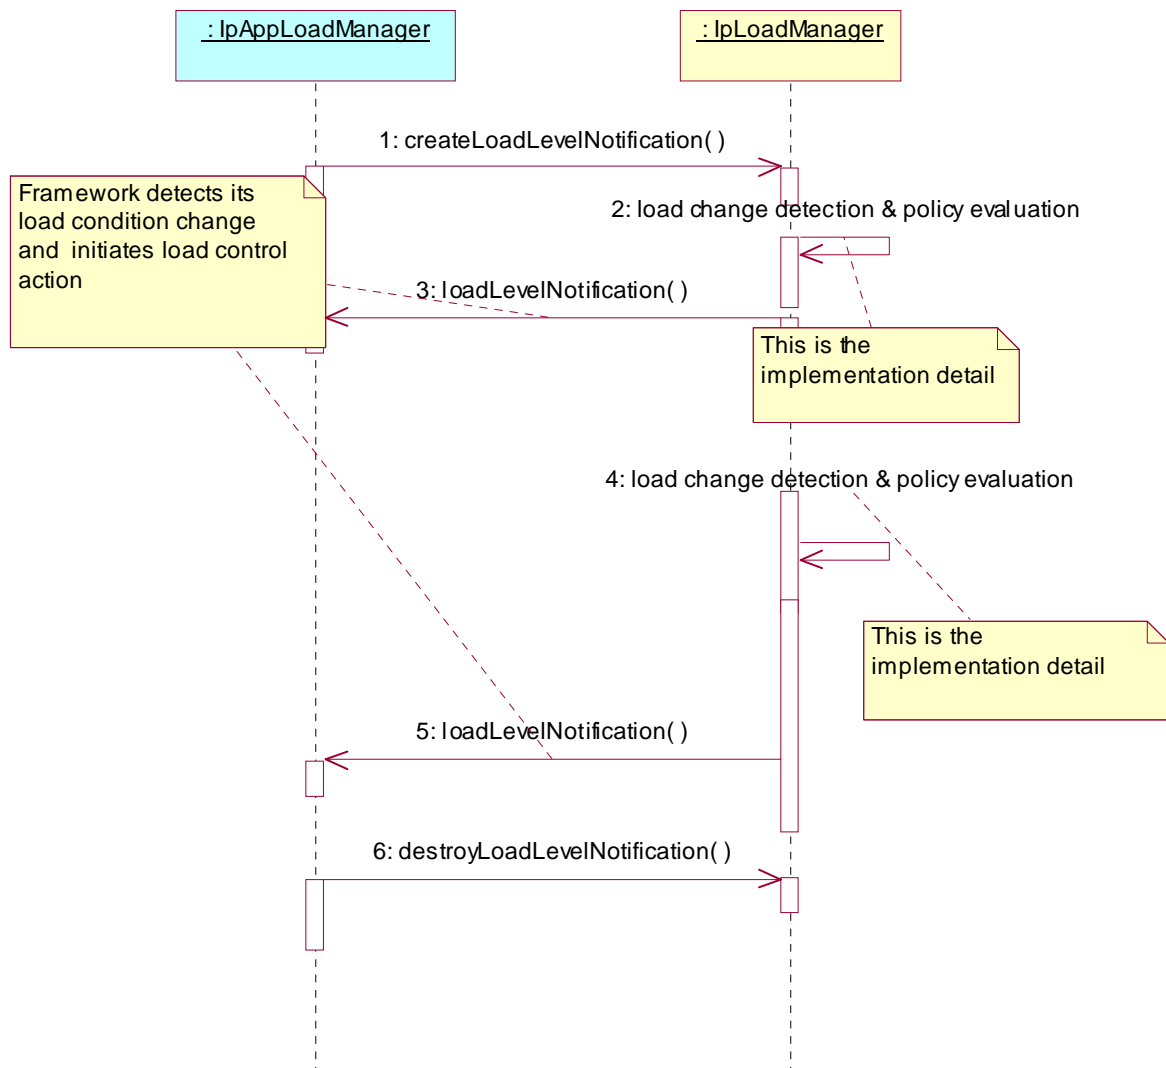 : IpAppLoadManager
: IpLoadManager
1: createLoadLevelNotification( )
Framework detects its
load condition change
and initiates load control
action
2: load change detection & policy evaluation
3: loadLevelNotification( )
This is the
implementation detail
4: load change detection & policy evaluation
This is the
implementation detail
5: loadLevelNotification( )
6: destroyLoadLevelNotification( )